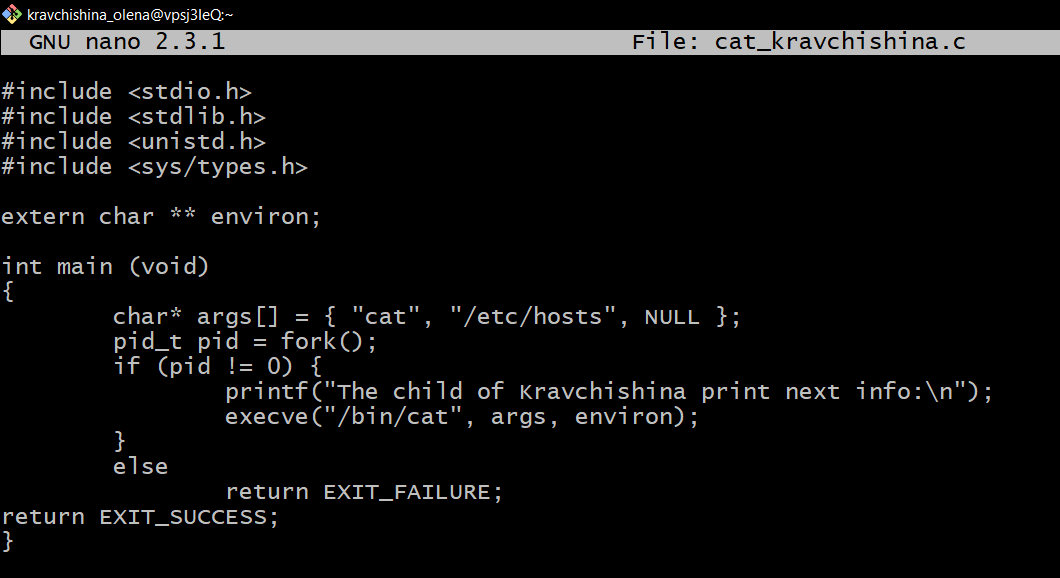 kravchishina_olena@vpsj3leQ:~
GNU nano 2.3.1 File: cat_kravchishina.c
#include <stdio.h>
#include <stdlib.h>
#include <unistd.h>
#include <sys/types.h>
extern char ** environ;
int main (void)
{
char* args[] = { "cat", "/etc/hosts", NULL };
pid_t pid = fork();
if (pid != 0) {
printf("The child of Kravchishina print next info:\n");
execve("/bin/cat", args, environ);
}
else
return EXIT_FAILURE;
return EXIT_SUCCESS;
}